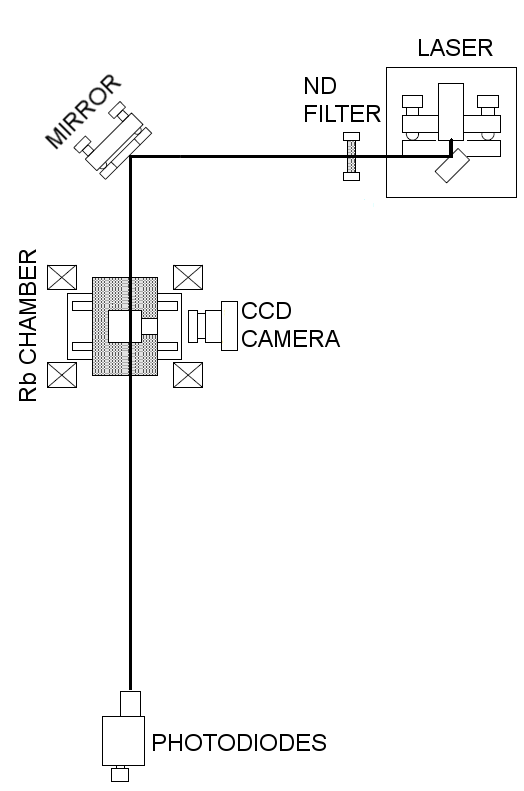 LASER
ND
FILTER
MIRROR
Rb CHAMBER
CCD
CAMERA
PHOTODIODES